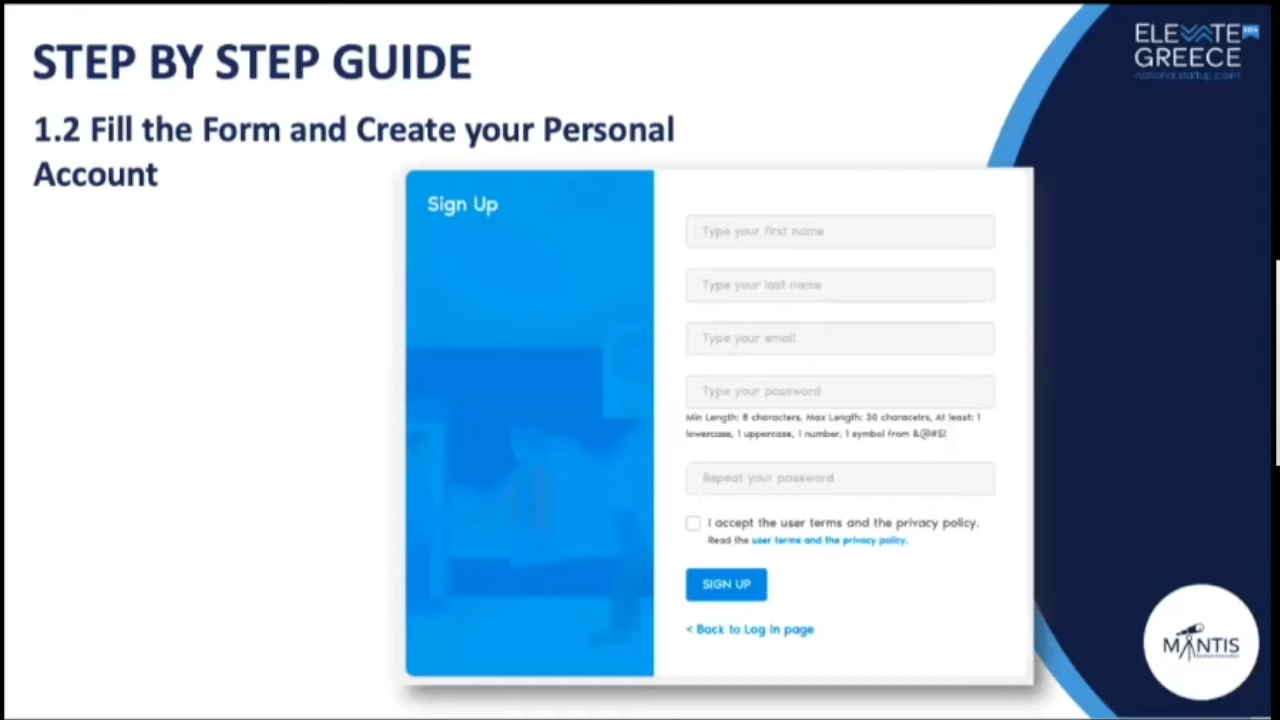 STEP BY STEP GUIDE
1.2 Fill the Form and Create your Personal
Account
ELEVATE
GREECE
national startup point
Sign Up
Type your first name
Type your last name
Type your email
Type your password
Min Length: 8 characters, Max Length: 30 characetrs, At least: 1
lowercase, 1 uppercase, 1 number, 1 symbol from &@#$!
Repeat your password
I accept the user terms and the privacy policy.
Read the user terms and the privacy policy.
SIGN UP
< Back to Log in page
MANTIS